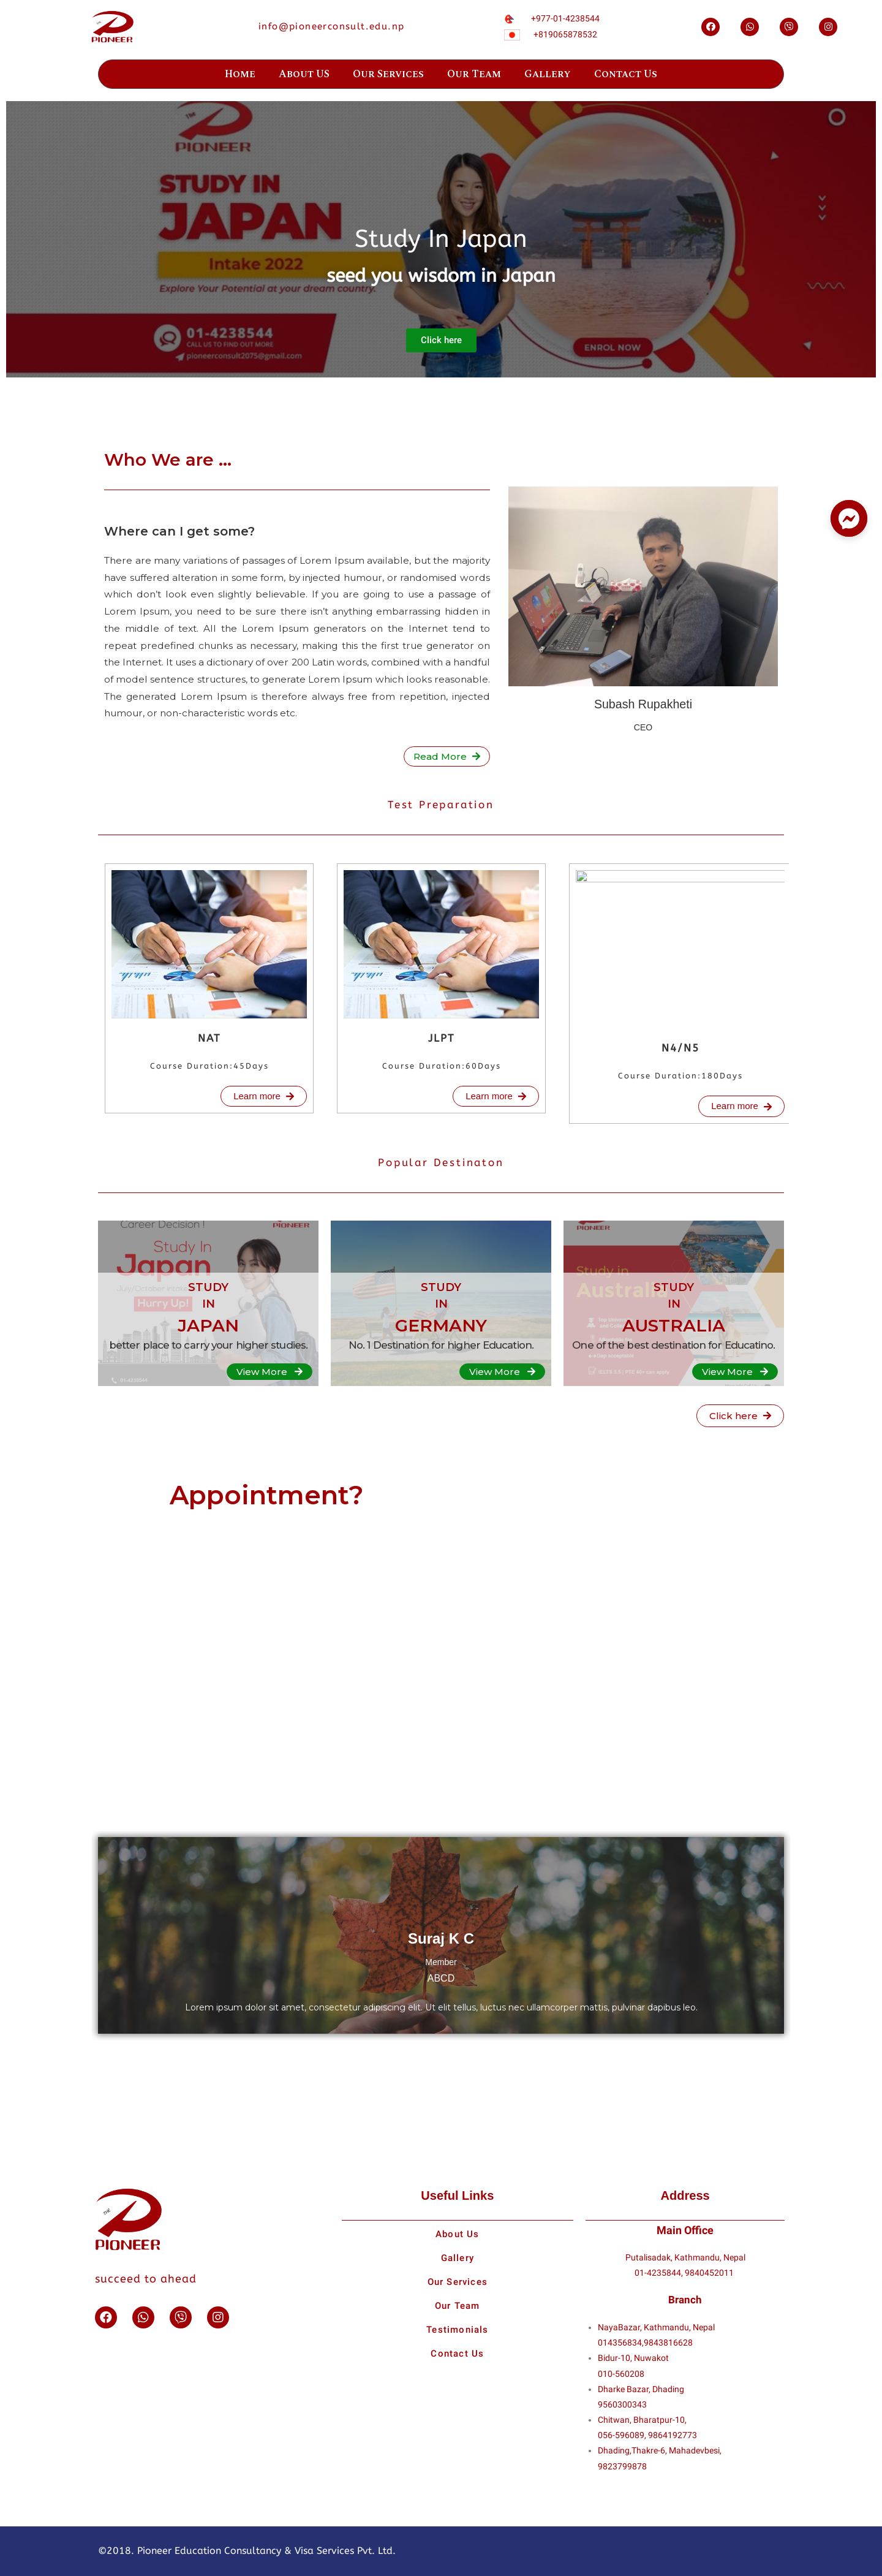 THE
PIONEER
info@pioneerconsult.edu.np
+977-01-4238544
+819065878532
Home
About US
Our Services
Our Team
Gallery
Contact Us
PIONEER
STUDY IN
JAPAN
Intake 2022
Explore Your Potential at your dream country.
01-4238544
CALL US TO FIND OUT MORE
pioneerconsult2075@gmail.com
ENROL NOW
Study In Japan
seed you wisdom in Japan
Click here
Who We are ...
Where can I get some?
There are many variations of passages of Lorem Ipsum available, but the majority
have suffered alteration in some form, by injected humour, or randomised words
which don't look even slightly believable. If you are going to use a passage of
Lorem Ipsum, you need to be sure there isn't anything embarrassing hidden in
the middle of text. All the Lorem Ipsum generators on the Internet tend to
repeat predefined chunks as necessary, making this the first true generator on
the Internet. It uses a dictionary of over 200 Latin words, combined with a handful
of model sentence structures, to generate Lorem Ipsum which looks reasonable.
The generated Lorem Ipsum is therefore always free from repetition, injected
humour, or non-characteristic words etc.
Read More
Subash Rupakheti
CEO
Test Preparation
NAT
Course Duration:45Days
Learn more
JLPT
Course Duration:60Days
Learn more
N4/N5
Course Duration:180Days
Learn more
Popular Destinaton
Career Decision !
PIONEER
Study In
Japan
Hurry Up!
STUDY
IN
JAPAN
better place to carry your higher studies.
View More
STUDY
IN
GERMANY
No. 1 Destination for higher Education.
View More
PIONEER
Study in
Australia
STUDY
IN
AUSTRALIA
One of the best destination for Educatino.
View More
Click here
Appointment?
Suraj K C
Member
ABCD
Lorem ipsum dolor sit amet, consectetur adipiscing elit. Ut elit tellus, luctus nec ullamcorper mattis, pulvinar dapibus leo.
THE
PIONEER
succeed to ahead
Useful Links
About Us
Gallery
Our Services
Our Team
Testimonials
Contact Us
Address
Main Office
Putalisadak, Kathmandu, Nepal
01-4235844, 9840452011
Branch
NayaBazar, Kathmandu, Nepal
014356834,9843816628
Bidur-10, Nuwakot
010-560208
Dharke Bazar, Dhading
9560300343
Chitwan, Bharatpur-10,
056-596089, 9864192773
Dhading,Thakre-6, Mahadevbesi,
9823799878
©2018. Pioneer Education Consultancy & Visa Services Pvt. Ltd.